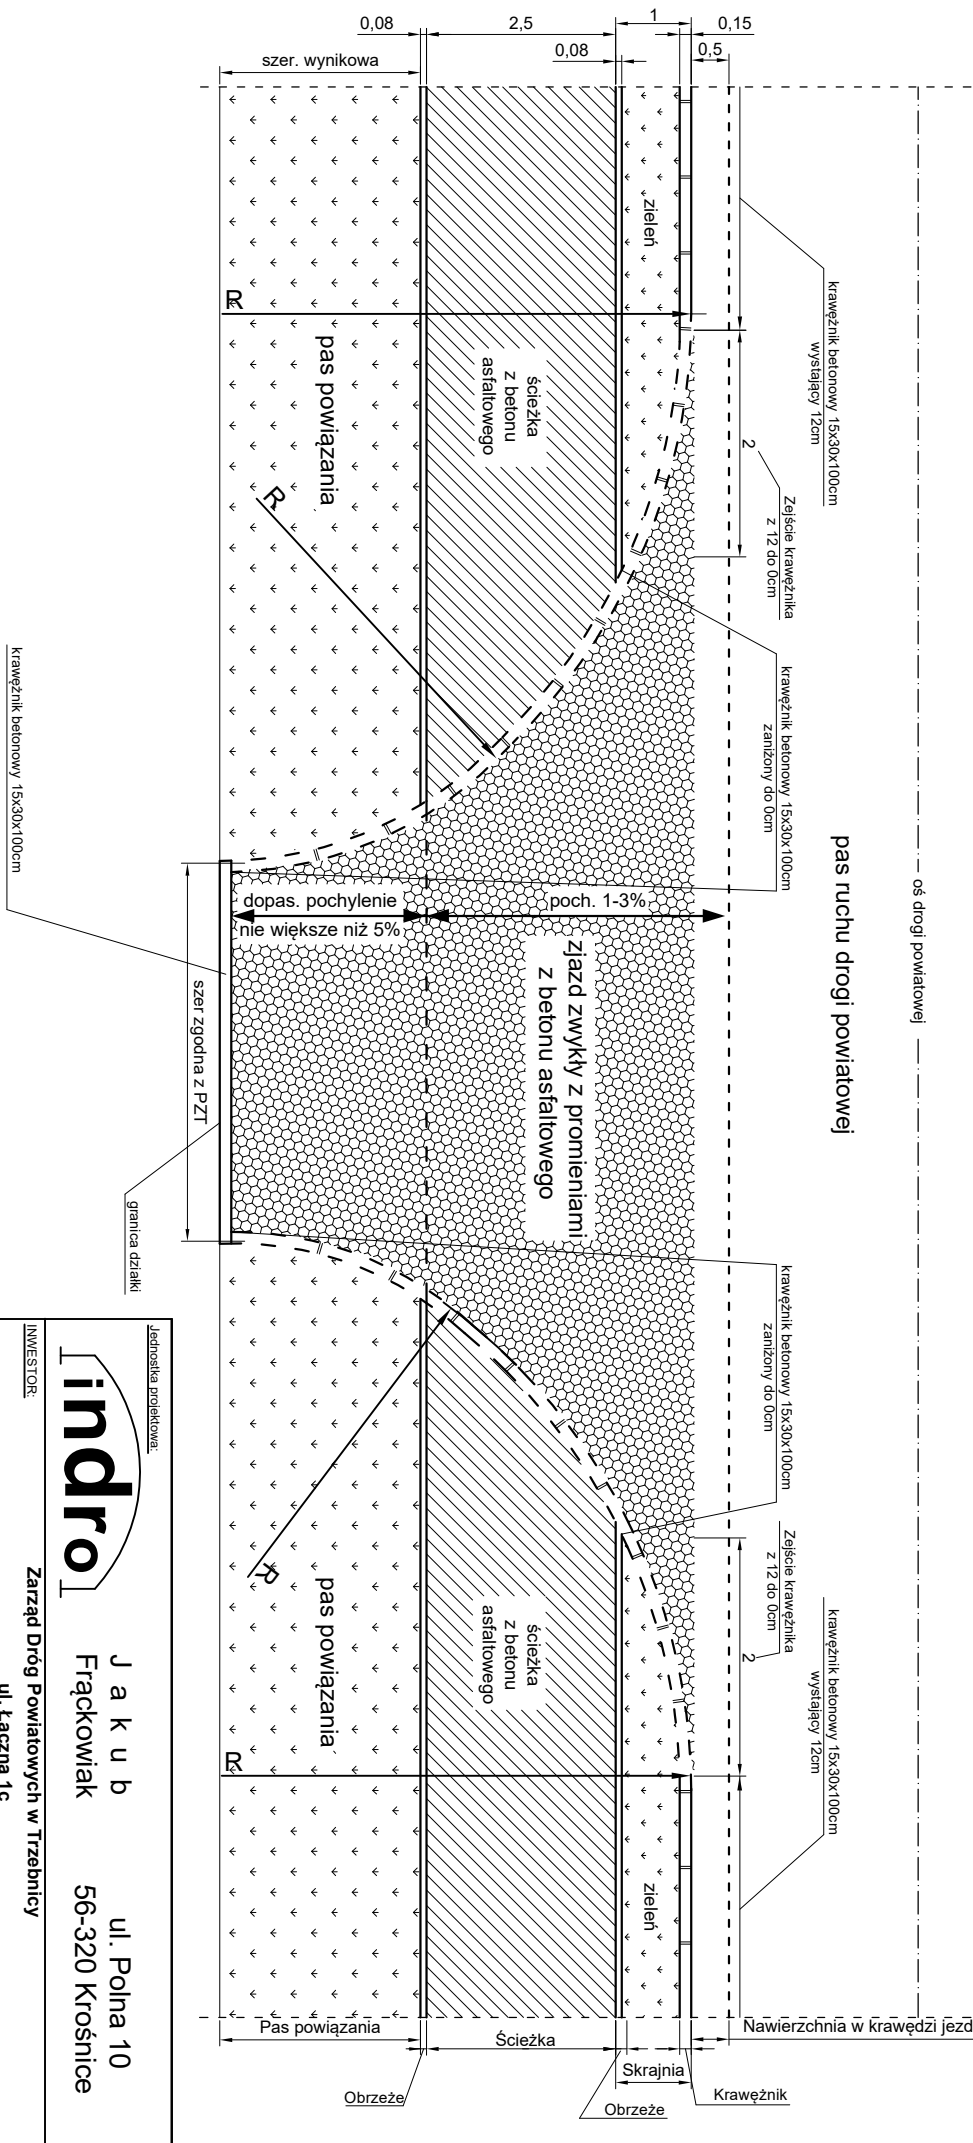 0,08
2,5
1
0,15
0,08
0,5
szer. wynikowa
oś drogi powiatowej
pas ruchu drogi powiatowej
krawężnik betonowy 15x30x100cm
wystający 12cm
Zejście krawężnika
z 12 do 0cm
2
krawężnik betonowy 15x30x100cm
zaniżony do 0cm
krawężnik betonowy 15x30x100cm
zaniżony do 0cm
Zejście krawężnika
z 12 do 0cm
2
krawężnik betonowy 15x30x100cm
wystający 12cm
zieleń
R
pas powiązania
ścieżka
z betonu
asfaltowego
R
dopas. pochylenie
nie większe niż 5%
poch. 1-3%
zjazd zwykły z promieniami
z betonu asfaltowego
szer zgodna z PZT
krawężnik betonowy 15x30x100cm
granica działki
R
pas powiązania
ścieżka
z betonu
asfaltowego
R
zieleń
Pas powiązania
Ścieżka
Nawierzchnia w krawędzi jezd
Skrajnia
Krawężnik
Obrzeże
Obrzeże
Jednostka projektowa:
indro
Jakub
Frąckowiak
ul. Polna 10
56-320 Krośnice
INWESTOR:
Zarząd Dróg Powiatowych w Trzebnicy
ul. Łączna 1c